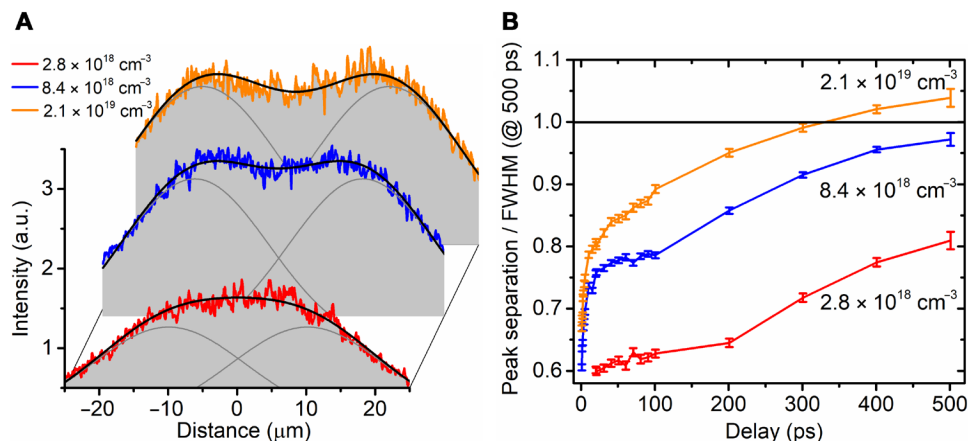 A
2.8 × 10¹⁸ cm⁻³
8.4 × 10¹⁸ cm⁻³
2.1 × 10¹⁹ cm⁻³
Intensity (a.u.)
3
2
1
−20
−10
0
10
20
Distance (μm)
B
Peak separation / FWHM (@ 500 ps)
1.1
1.0
0.9
0.8
0.7
0.6
2.1 × 10¹⁹ cm⁻³
8.4 × 10¹⁸ cm⁻³
2.8 × 10¹⁸ cm⁻³
0
100
200
300
400
500
Delay (ps)